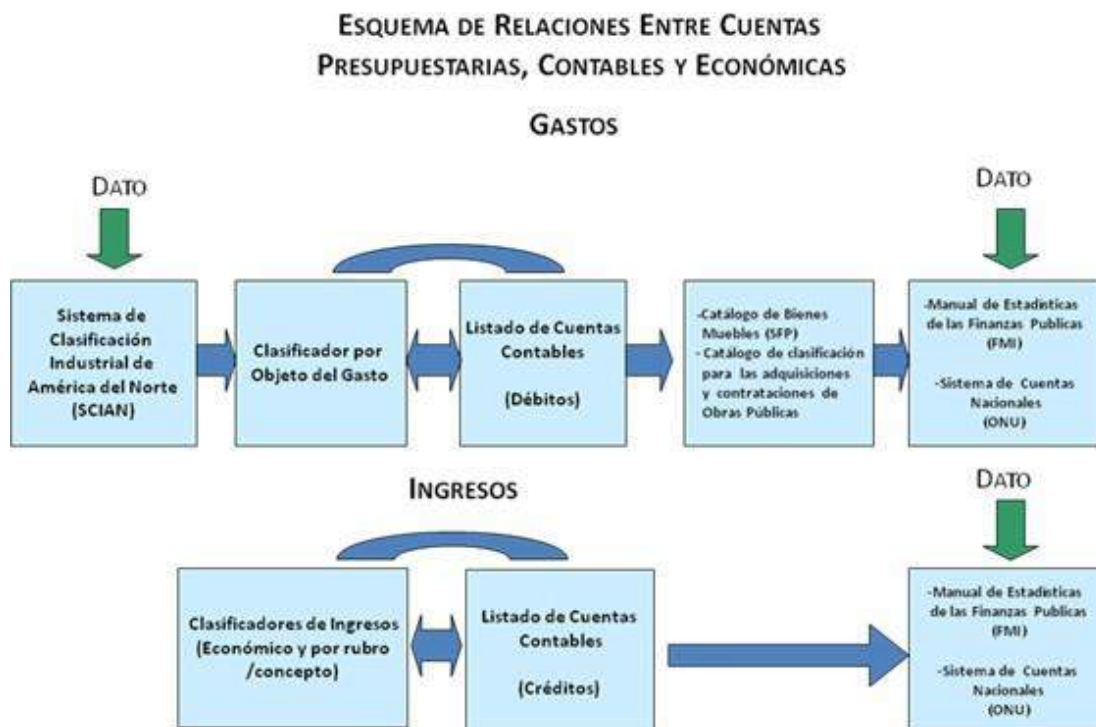 ESQUEMA DE RELACIONES ENTRE CUENTAS
PRESUPUESTARIAS, CONTABLES Y ECONÓMICAS
GASTOS
DATO
DATO
Sistema de
Clasificación
Industrial de
América del Norte
(SCIAN)
Clasificador por
Objeto del Gasto
Listado de Cuentas
Contables
(Débitos)
-Catálogo de Bienes
Muebles (SFP)
- Catálogo de clasificación
para las adquisiciones
y contrataciones de
Obras Públicas
-Manual de Estadísticas
de las Finanzas Publicas
(FMI)
-Sistema de Cuentas
Nacionales
(ONU)
INGRESOS
DATO
Clasificadores de Ingresos
(Económico y por rubro
/concepto)
Listado de Cuentas
Contables
(Créditos)
-Manual de Estadísticas
de las Finanzas Publicas
(FMI)
-Sistema de Cuentas
Nacionales
(ONU)